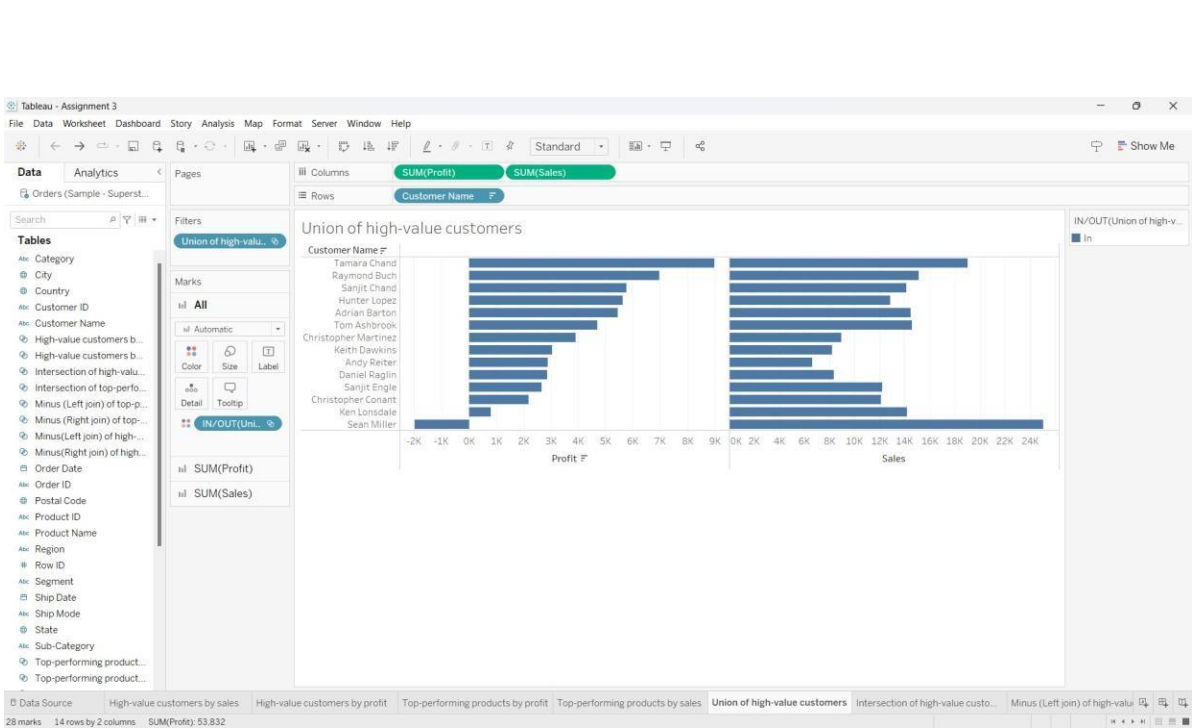 Tableau - Assignment 3
File Data Worksheet Dashboard Story Analysis Map Format Server Window Help
Standard
Show Me
Data Analytics
Orders (Sample - Superst...
Search
Tables
Abc Category
City
Country
Abc Customer ID
Abc Customer Name
High-value customers b...
High-value customers b...
Intersection of high-valu...
Intersection of top-perfo...
Minus (Left join) of top-p...
Minus (Right join) of top-...
Minus(Left join) of high-...
Minus(Right join) of high...
Order Date
Abc Order ID
Postal Code
Abc Product ID
Abc Product Name
Abc Region
# Row ID
Abc Segment
Ship Date
Abc Ship Mode
State
Abc Sub-Category
Top-performing product...
Top-performing product...
Pages
Filters
Union of high-valu..
Marks
All
Automatic
Color Size Label
Detail Tooltip
IN/OUT(Uni..
SUM(Profit)
SUM(Sales)
Columns SUM(Profit) SUM(Sales)
Rows Customer Name
Union of high-value customers
Customer Name
Tamara Chand
Raymond Buch
Sanjit Chand
Hunter Lopez
Adrian Barton
Tom Ashbrook
Christopher Martinez
Keith Dawkins
Andy Reiter
Daniel Raglin
Sanjit Engle
Christopher Conant
Ken Lonsdale
Sean Miller
-2K -1K 0K 1K 2K 3K 4K 5K 6K 7K 8K 9K 0K 2K 4K 6K 8K 10K 12K 14K 16K 18K 20K 22K 24K
Profit Sales
IN/OUT(Union of high-v...
In
Data Source High-value customers by sales High-value customers by profit Top-performing products by profit Top-performing products by sales Union of high-value customers Intersection of high-value custo... Minus (Left join) of high-valu
28 marks 14 rows by 2 columns SUM(Profit): 53,832